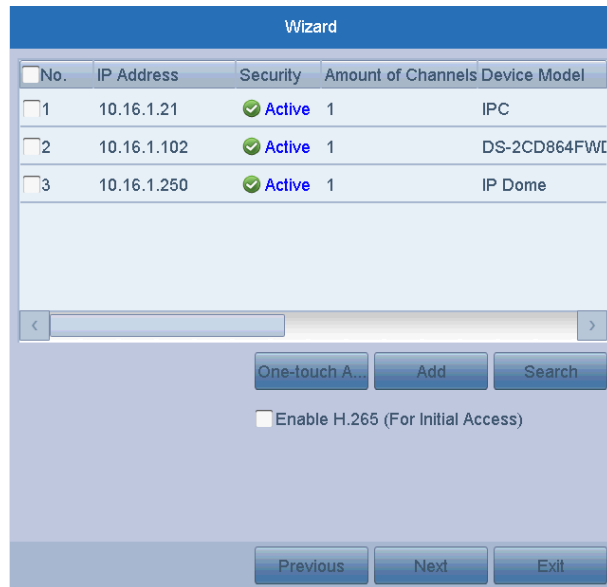 Wizard
No. IP Address Security Amount of Channels Device Model
1 10.16.1.21 Active 1 IPC
2 10.16.1.102 Active 1 DS-2CD864FWD
3 10.16.1.250 Active 1 IP Dome
One-touch A... Add Search
Enable H.265 (For Initial Access)
Previous Next Exit